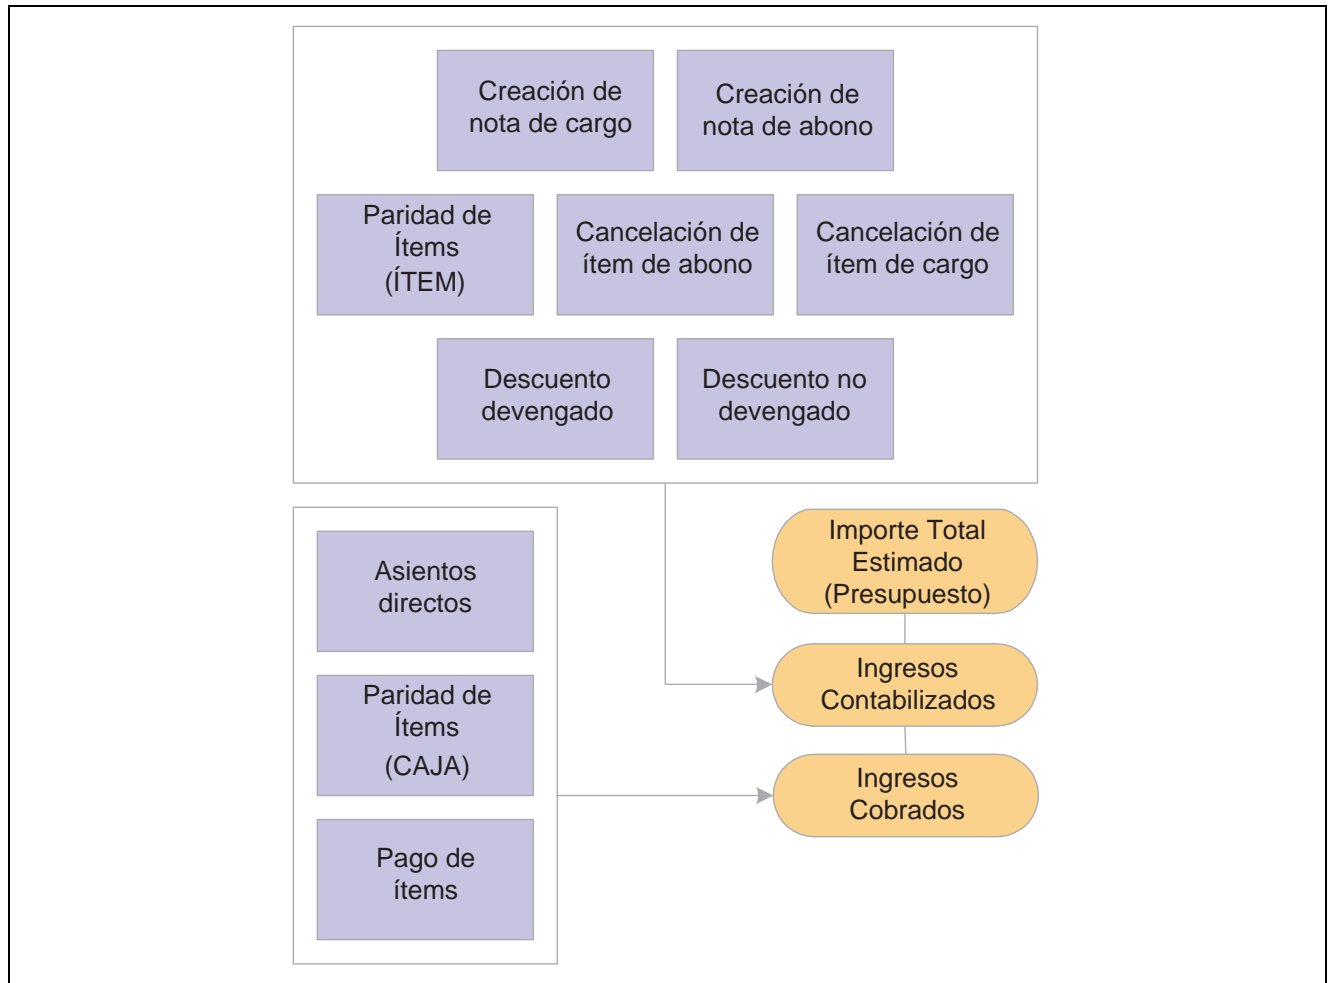 Creación de
nota de cargo
Creación de
nota de abono
Paridad de
Ítems
(ÍTEM)
Cancelación de
ítem de abono
Cancelación de
ítem de cargo
Descuento
devengado
Descuento no
devengado
Asientos
directos
Paridad de
Ítems
(CAJA)
Pago de
ítems
Importe Total
Estimado
(Presupuesto)
Ingresos
Contabilizados
Ingresos
Cobrados